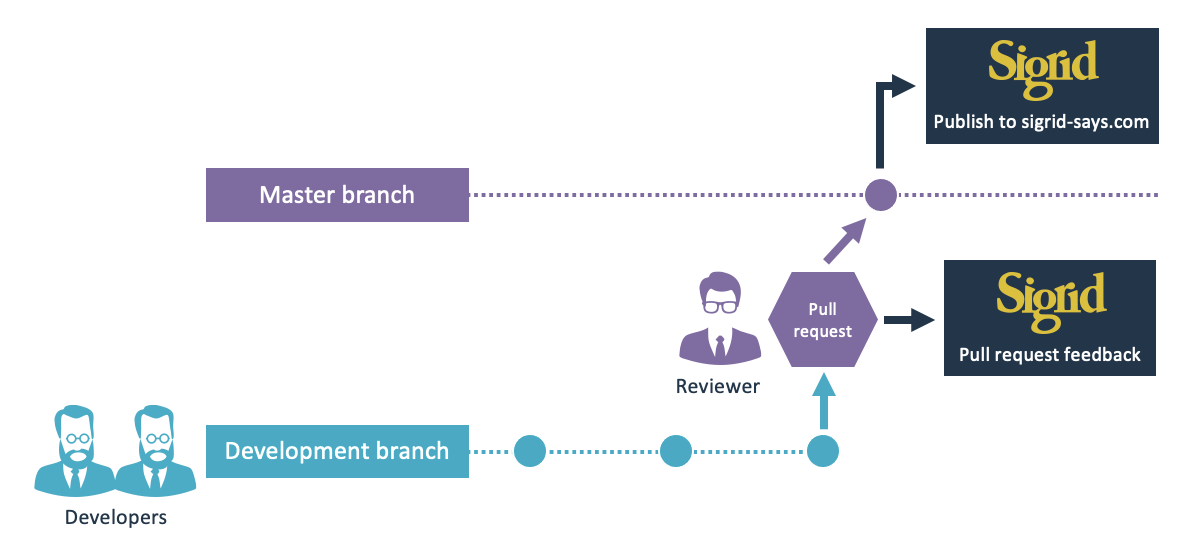 Sigrid
Publish to sigrid-says.com
Master branch
Sigrid
Pull request feedback
Pull
request
Reviewer
Development branch
Developers